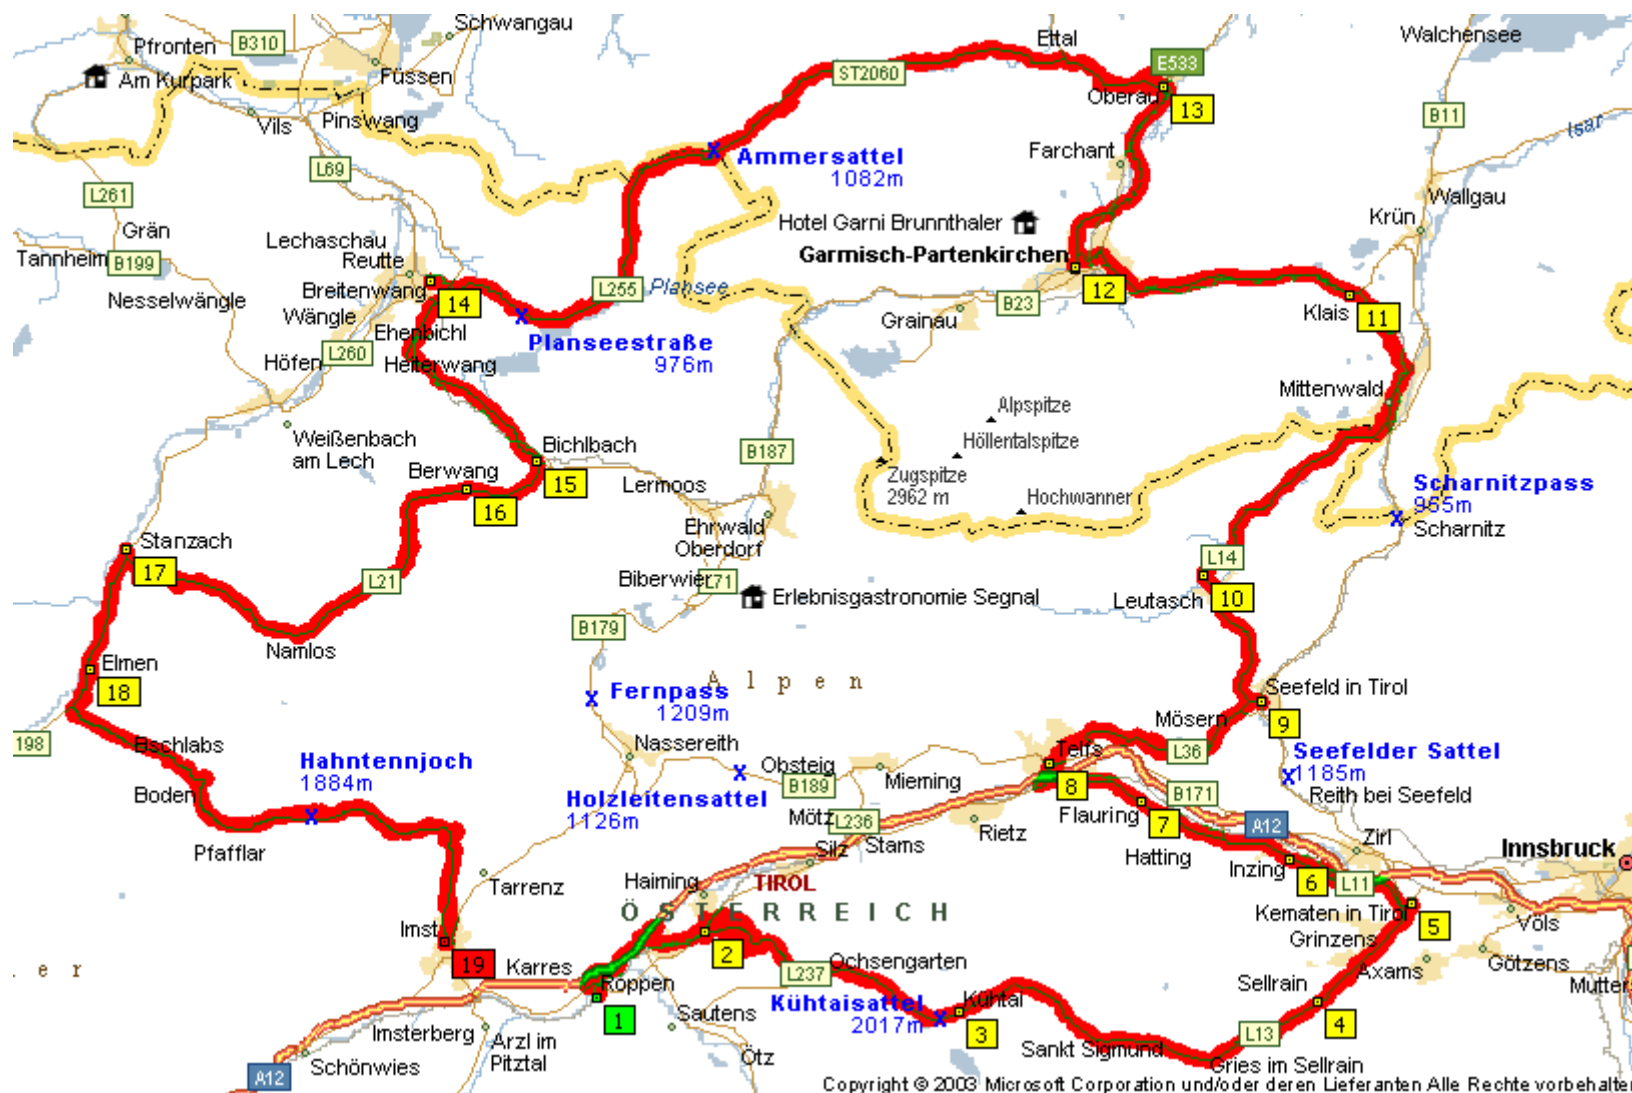 Schwangau
Pfronten
B310
Füssen
Am Kurpark
Vils
Pinswang
L69
L261
Grän
Tannheim
B199
Nesselwängle
Lechaschau
Reutte
Breitenwang
14
Wängle
Ehenbichl
L260
Höfen
Heiterwang
Weißenbach
am Lech
Planseestraße
976m
L255
Plansee
Ammersattel
1082m
ST2060
Ettal
E533
Oberau
13
Farchant
Hotel Garni Brunnthaler
Garmisch-Partenkirchen
12
B23
Grainau
Walchensee
B11
Isar
Wallgau
Krün
Klais
11
Mittenwald
Alpspitze
Höllentalspitze
Zugspitze
2962 m
Hochwanner
Scharnitzpass
955m
Scharnitz
B187
Bichlbach
15
Berwang
16
Lermoos
Ehrwald
Oberdorf
Biberwier
L71
Erlebnisgastronomie Segnal
B179
Stanzach
17
L21
Namlos
Elmen
18
198
Bschlabs
Boden
Pfafflar
Hahntennjoch
1884m
Fernpass
1209m
Alpen
Nassereith
Holzleitensattel
1126m
Obsteig
B189
Mieming
Mötz
L236
Stams
Silz
Rietz
L14
Leutasch
10
Seefeld in Tirol
9
Mösern
L36
Seefelder Sattel
1185m
Reith bei Seefeld
Telfs
8
B171
Flauring
7
A12
Hatting
Zirl
Inzing
6
L11
Innsbruck
Kematen in Tirol
5
Völs
Grinzens
Axams
Götzens
Mutter
Sellrain
4
L13
Gries im Sellrain
Sankt Sigmund
Kühtai
3
Kühtaisattel
2017m
Ochsengarten
L237
2
Haiming
TIROL
ÖSTERREICH
Tarrenz
Imst
19
Karres
Roppen
1
Sautens
Ötz
Imsterberg
Arzl im
Pitztal
Schönwies
A12
ler
Copyright © 2003 Microsoft Corporation und/oder deren Lieferanten Alle Rechte vorbehalten